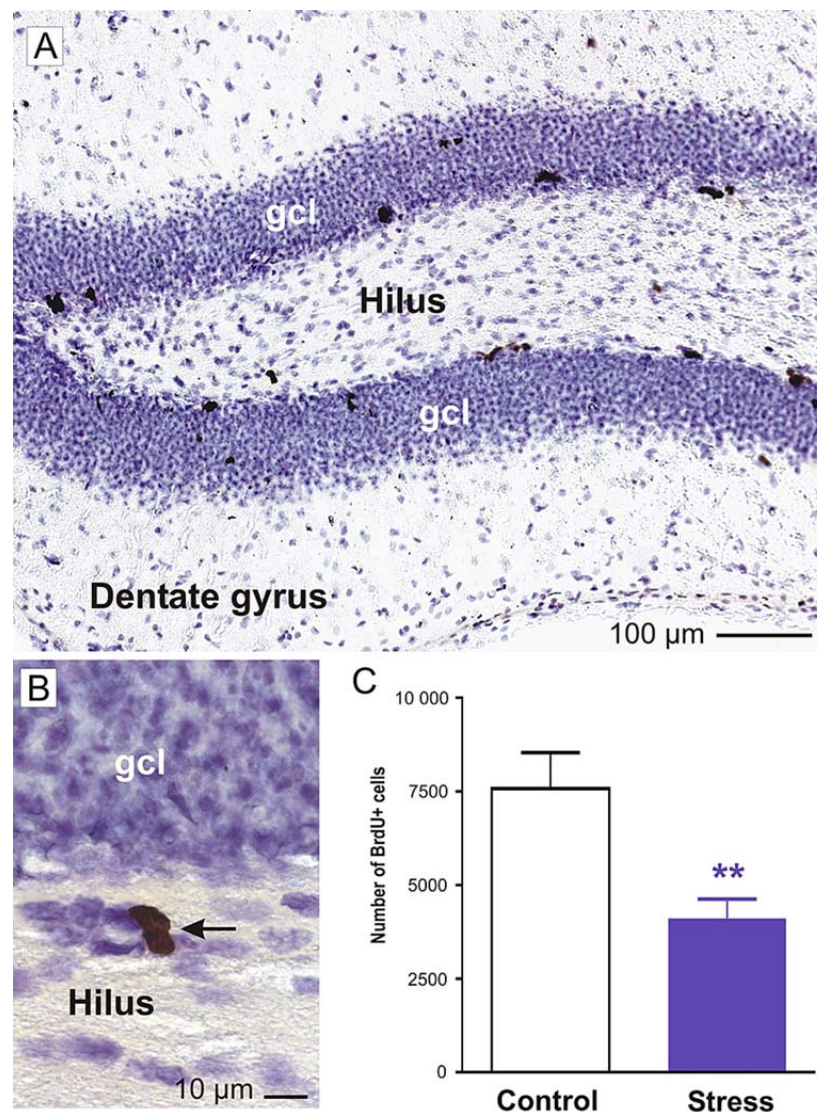 A
gcl
Hilus
gcl
Dentate gyrus
100 µm
B
gcl
Hilus
10 µm
C
10 000
7500
5000
2500
0
Number of BrdU+ cells
**
Control
Stress